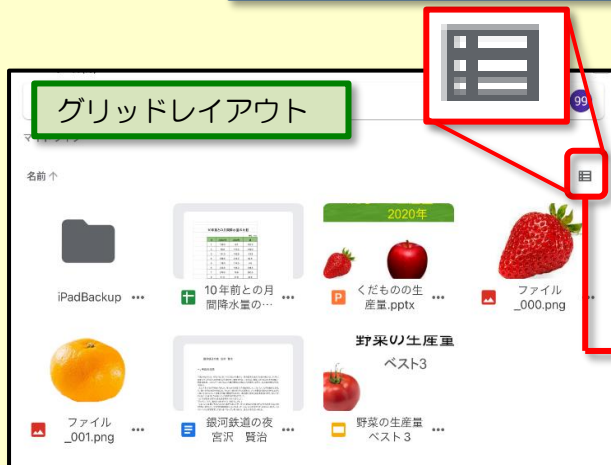 グリッドレイアウト
99
名前 ↑
iPadBackup
10年前との月
間降水量の…
2020年
くだものの生
産量.pptx
ファイル
_000.png
ファイル
_001.png
銀河鉄道の夜
宮沢 賢治
野菜の生産量
ベスト3
野菜の生産量
ベスト３